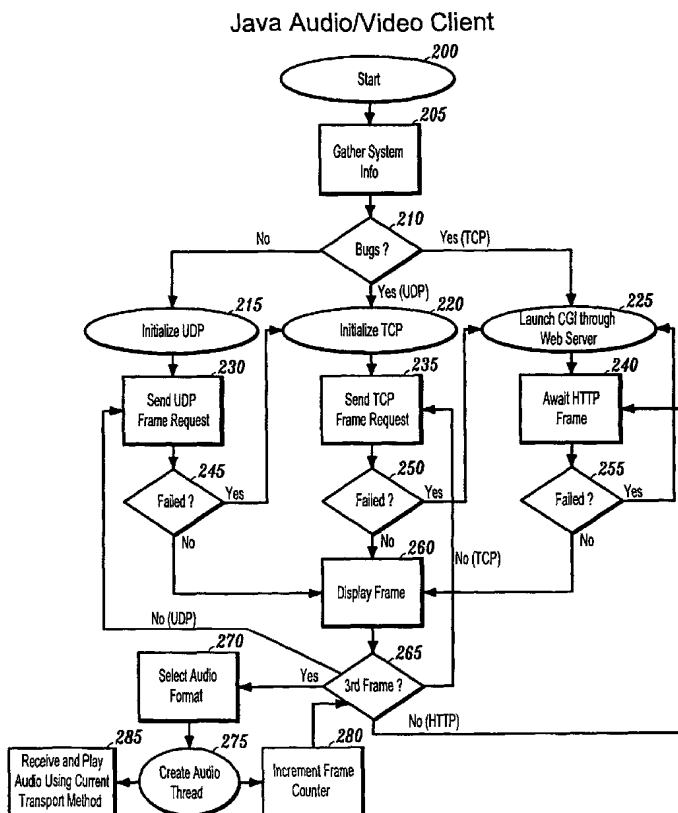 Java Audio/Video Client
200
Start
205
Gather System
Info
210
Bugs ?
No
Yes (TCP)
Yes (UDP)
215
Initialize UDP
220
Initialize TCP
225
Launch CGI through
Web Server
230
Send UDP
Frame Request
235
Send TCP
Frame Request
240
Await HTTP
Frame
245
Failed ?
Yes
No
250
Failed ?
Yes
No
255
Failed ?
Yes
No
260
Display Frame
No (TCP)
No (UDP)
265
3rd Frame ?
Yes
No (HTTP)
270
Select Audio
Format
275
Create Audio
Thread
280
Increment Frame
Counter
285
Receive and Play
Audio Using Current
Transport Method